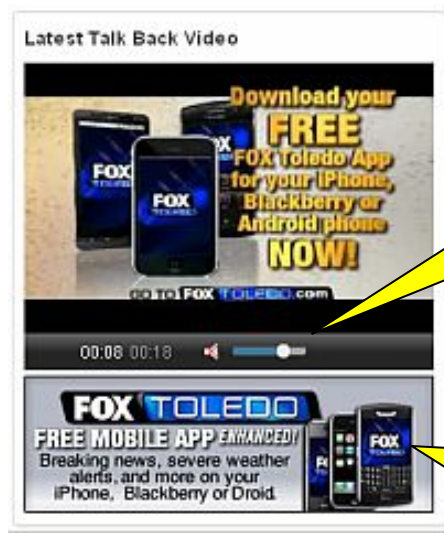 Latest Talk Back Video
Download your
FREE
FOX Toledo App
for your iPhone,
Blackberry or
Android phone
NOW!
FOX
FOX
TOLEDO
GO TO FOX TOLEDO.com
00:08 00:18
FOX TOLEDO
FREE MOBILE APP ENHANCED!
Breaking news, severe weather
alerts, and more on your
iPhone, Blackberry or Droid.
FOX